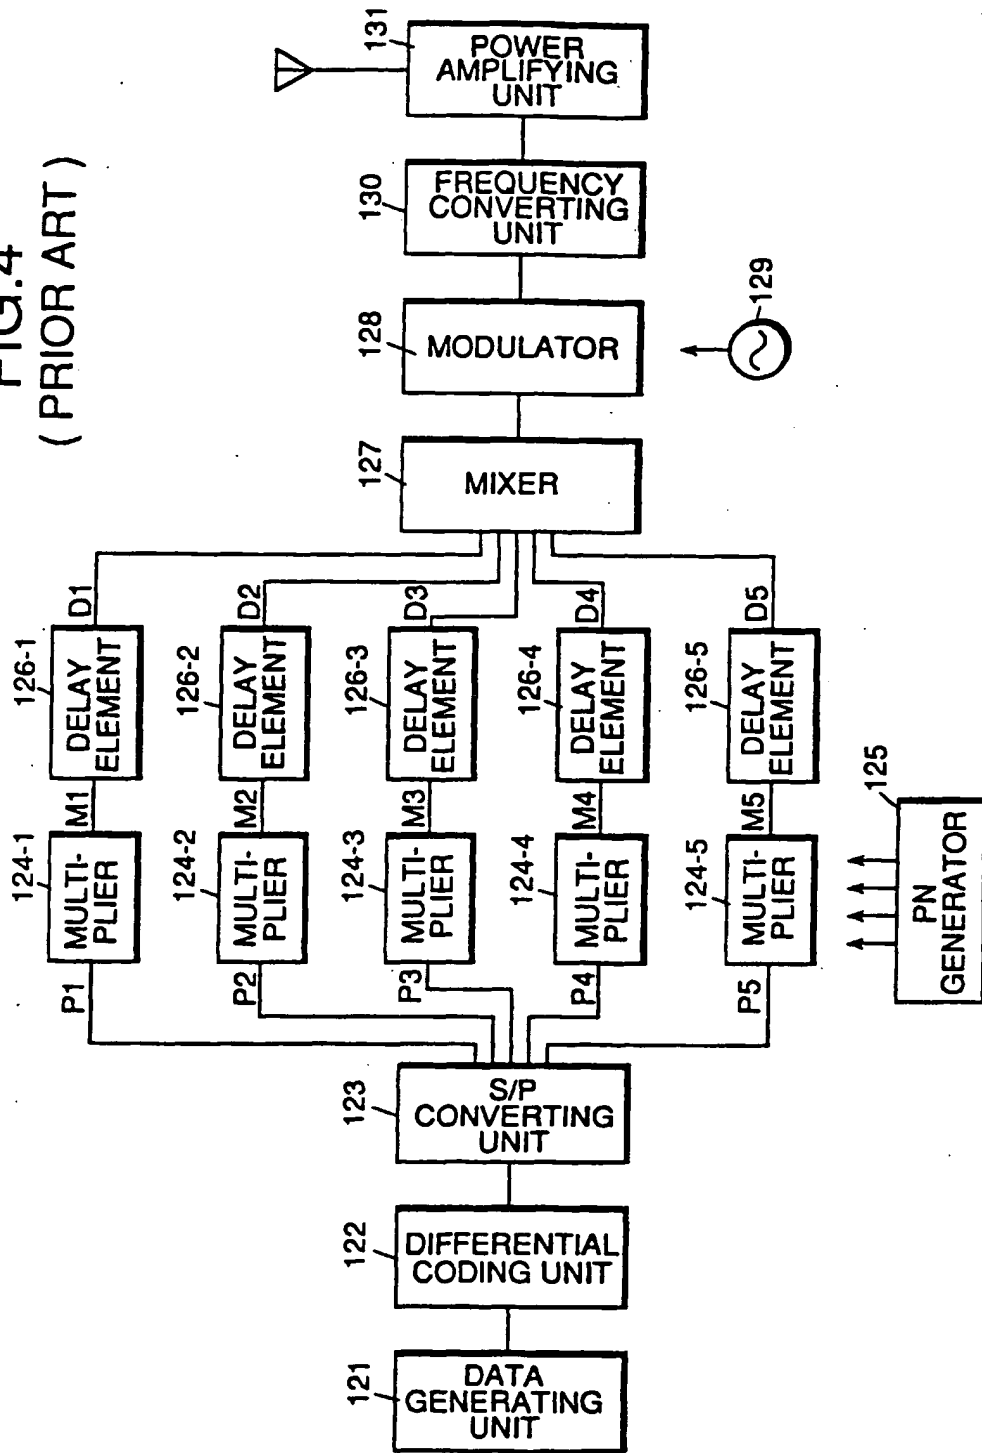 FIG.4
( PRIOR ART )
131
POWER
AMPLIFYING
UNIT
130
FREQUENCY
CONVERTING
UNIT
128
MODULATOR
129
127
MIXER
D1
D2
D3
D4
D5
126-1
DELAY
ELEMENT
126-2
DELAY
ELEMENT
126-3
DELAY
ELEMENT
126-4
DELAY
ELEMENT
126-5
DELAY
ELEMENT
M1
M2
M3
M4
M5
124-1
MULTI-
PLIER
124-2
MULTI-
PLIER
124-3
MULTI-
PLIER
124-4
MULTI-
PLIER
124-5
MULTI-
PLIER
125
PN
GENERATOR
P1
P2
P3
P4
P5
123
S/P
CONVERTING
UNIT
122
DIFFERENTIAL
CODING UNIT
121
DATA
GENERATING
UNIT